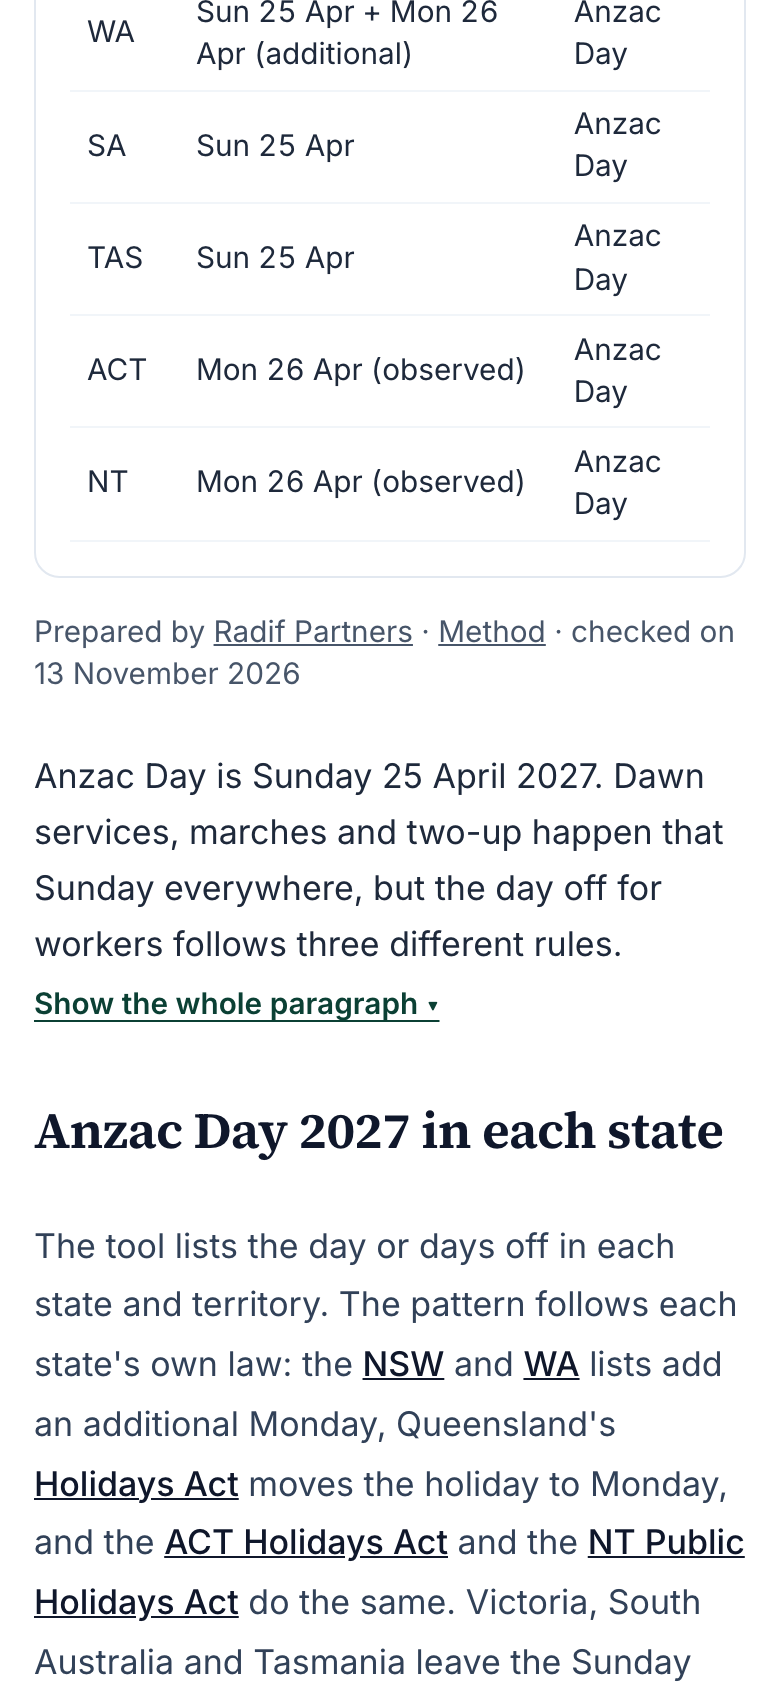 WA
Sun 25 Apr + Mon 26
Apr (additional)
Anzac
Day
SA
Sun 25 Apr
Anzac
Day
TAS
Sun 25 Apr
Anzac
Day
ACT
Mon 26 Apr (observed)
Anzac
Day
NT
Mon 26 Apr (observed)
Anzac
Day
Prepared by Radif Partners · Method · checked on
13 November 2026
Anzac Day is Sunday 25 April 2027. Dawn
services, marches and two-up happen that
Sunday everywhere, but the day off for
workers follows three different rules.
Show the whole paragraph ▾
Anzac Day 2027 in each state
The tool lists the day or days off in each
state and territory. The pattern follows each
state's own law: the NSW and WA lists add
an additional Monday, Queensland's
Holidays Act moves the holiday to Monday,
and the ACT Holidays Act and the NT Public
Holidays Act do the same. Victoria, South
Australia and Tasmania leave the Sunday